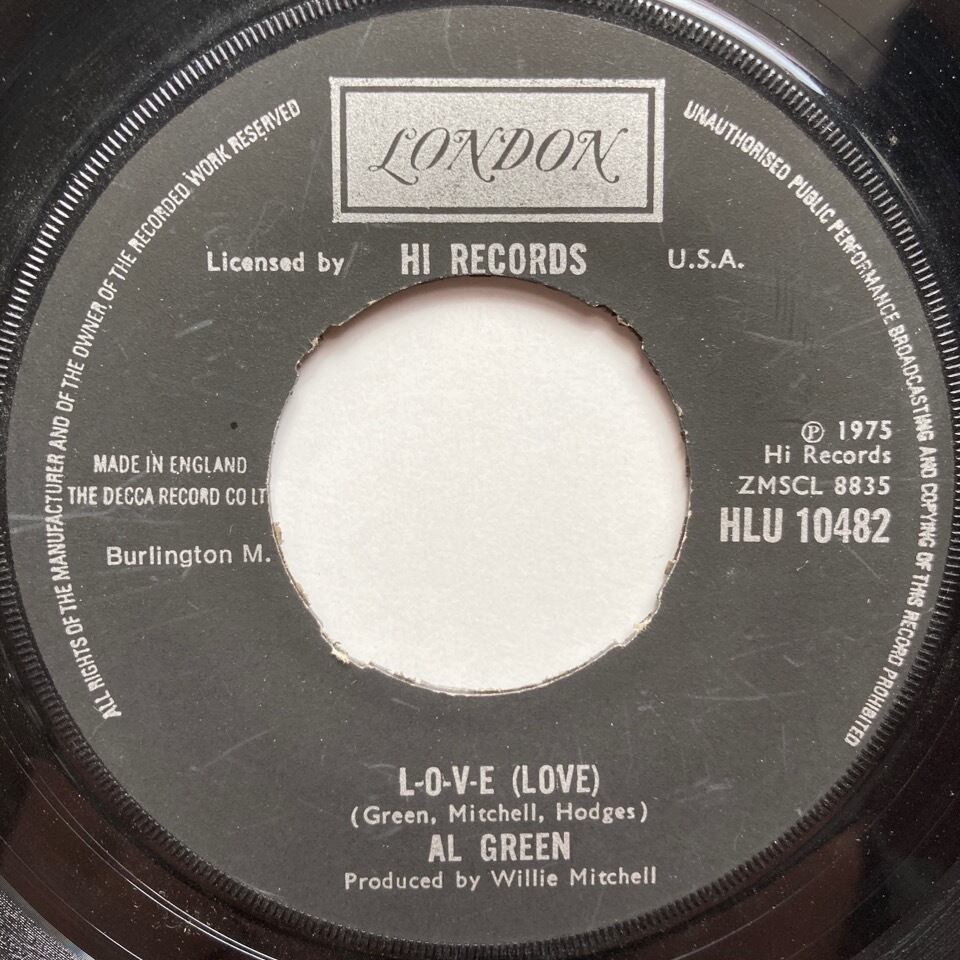 LONDON
Licensed by HI RECORDS U.S.A.
ALL RIGHTS OF THE MANUFACTURER AND OF THE OWNER OF THE RECORDED WORK RESERVED
UNAUTHORISED PUBLIC PERFORMANCE BROADCASTING AND COPYING OF THIS RECORD PROHIBITED
MADE IN ENGLAND
THE DECCA RECORD CO LT
Burlington M.
℗ 1975
Hi Records
ZMSCL 8835
HLU 10482
L-O-V-E (LOVE)
(Green, Mitchell, Hodges)
AL GREEN
Produced by Willie Mitchell